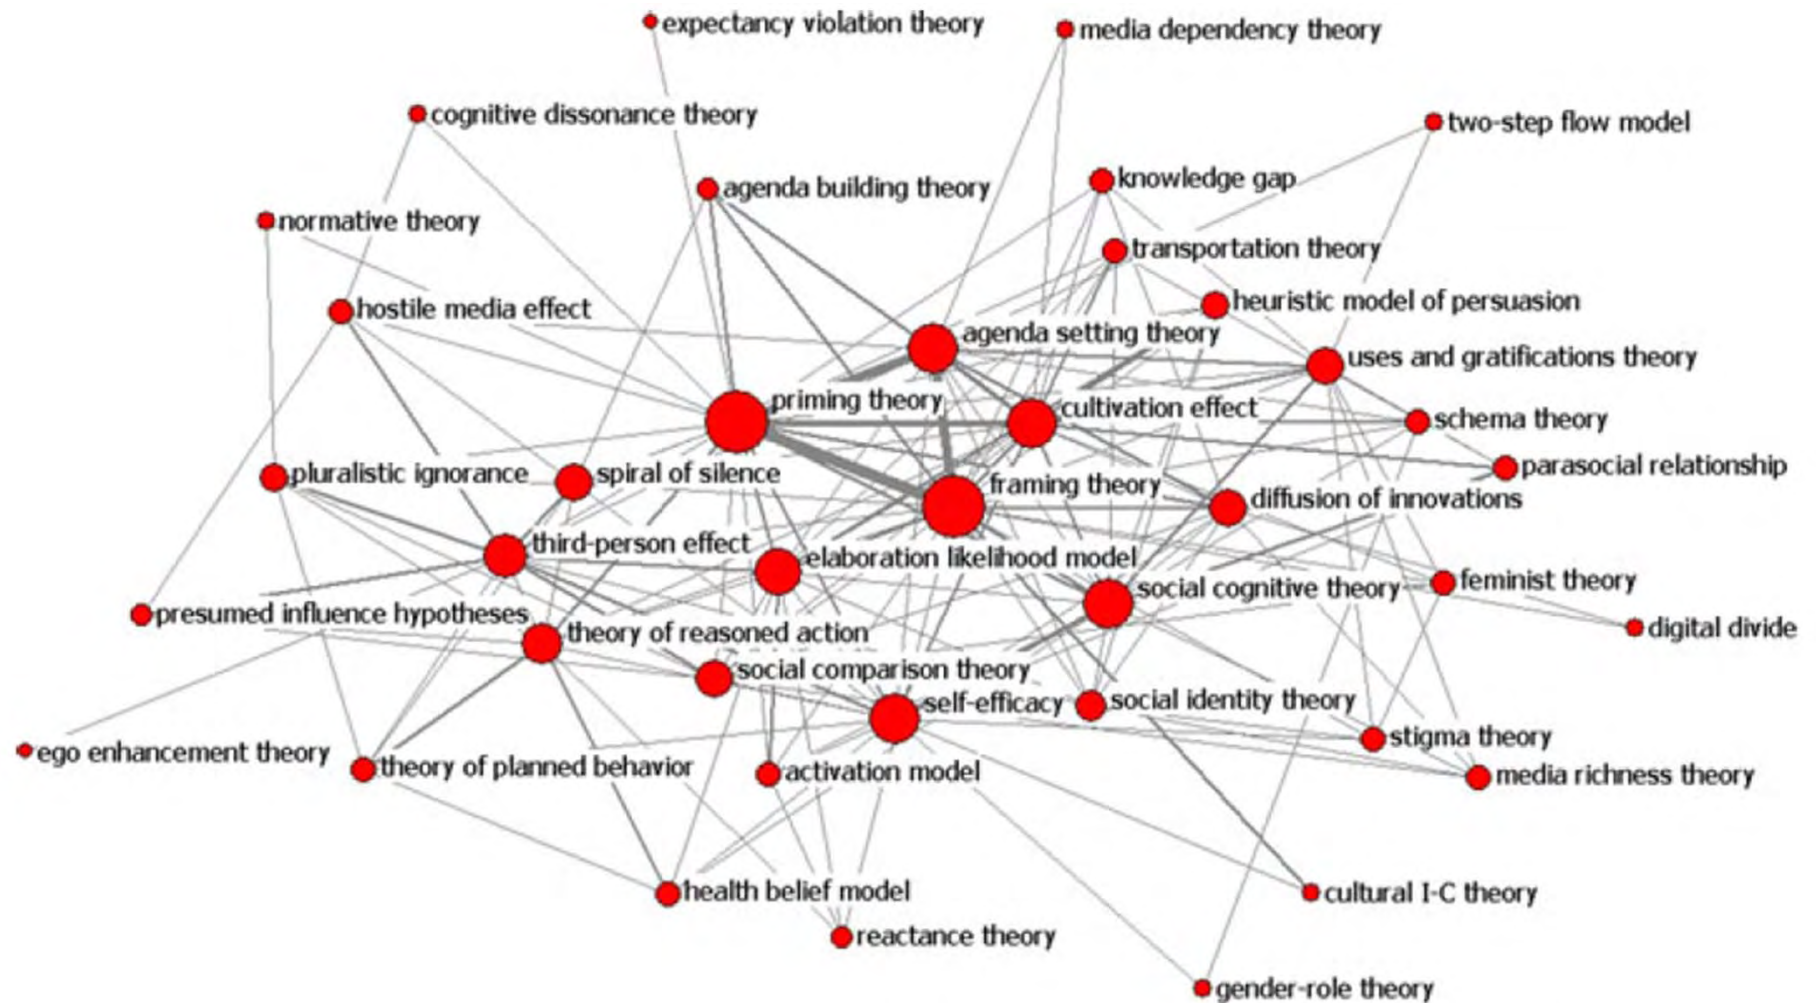 expectancy violation theory
media dependency theory
cognitive dissonance theory
two-step flow model
agenda building theory
knowledge gap
normative theory
transportation theory
hostile media effect
heuristic model of persuasion
agenda setting theory
uses and gratifications theory
priming theory
cultivation effect
schema theory
pluralistic ignorance
spiral of silence
parasocial relationship
framing theory
diffusion of innovations
third-person effect
elaboration likelihood model
social cognitive theory
feminist theory
presumed influence hypotheses
theory of reasoned action
digital divide
social comparison theory
self-efficacy
social identity theory
stigma theory
ego enhancement theory
theory of planned behavior
activation model
media richness theory
health belief model
cultural I-C theory
reactance theory
gender-role theory